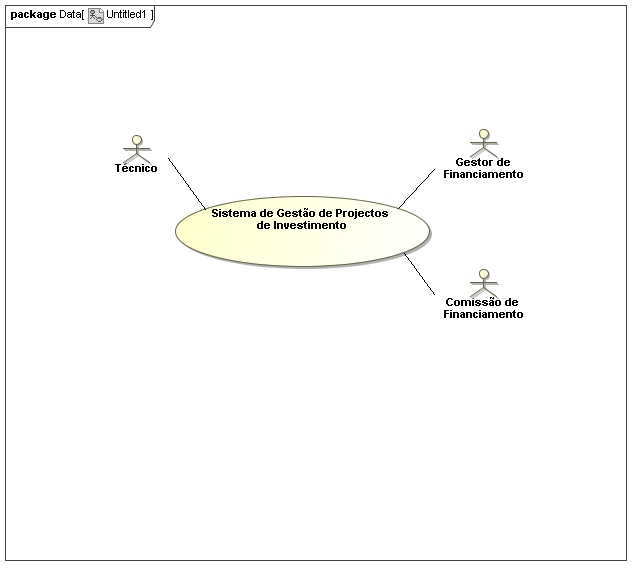 package Data[ Untitled1 ]
Técnico
Gestor de
Financiamento
Sistema de Gestão de Projectos
de Investimento
Comissão de
Financiamento